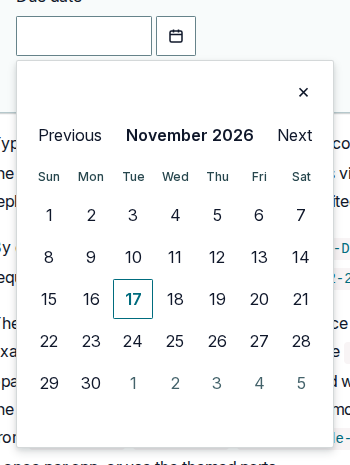 Due date
×
Previous November 2026 Next
Sun Mon Tue Wed Thu Fri Sat
1 2 3 4 5 6 7
8 9 10 11 12 13 14
15 16 17 18 19 20 21
22 23 24 25 26 27 28
29 30 1 2 3 4 5